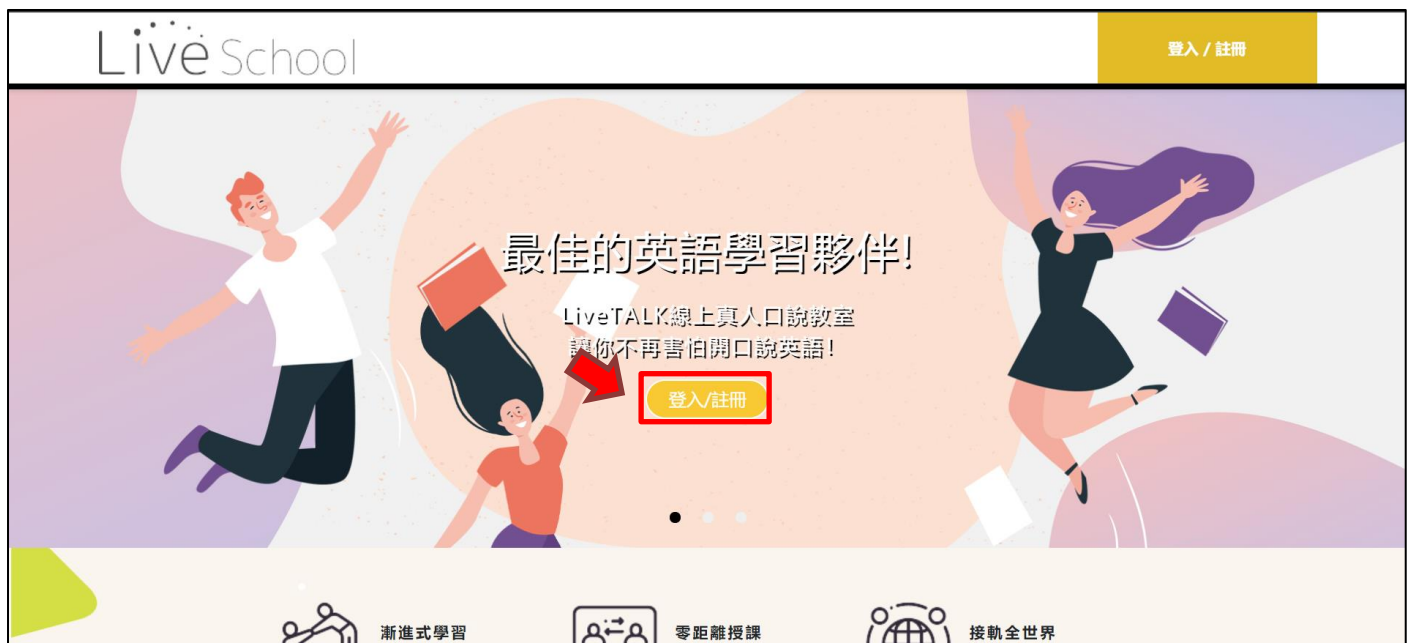 Live School
登入 / 註冊
最佳的英語學習夥伴!
LiveTALK線上真人口說教室
讓你不再害怕開口說英語!
登入/註冊
漸進式學習
零距離授課
接軌全世界